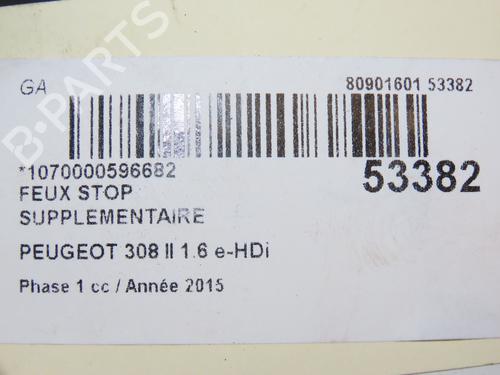 GA
80901601 53382
*1070000596682
53382
FEUX STOP
SUPPLEMENTAIRE
PEUGEOT 308 II 1.6 e-HDi
Phase 1 cc / Année 2015
B-PARTS